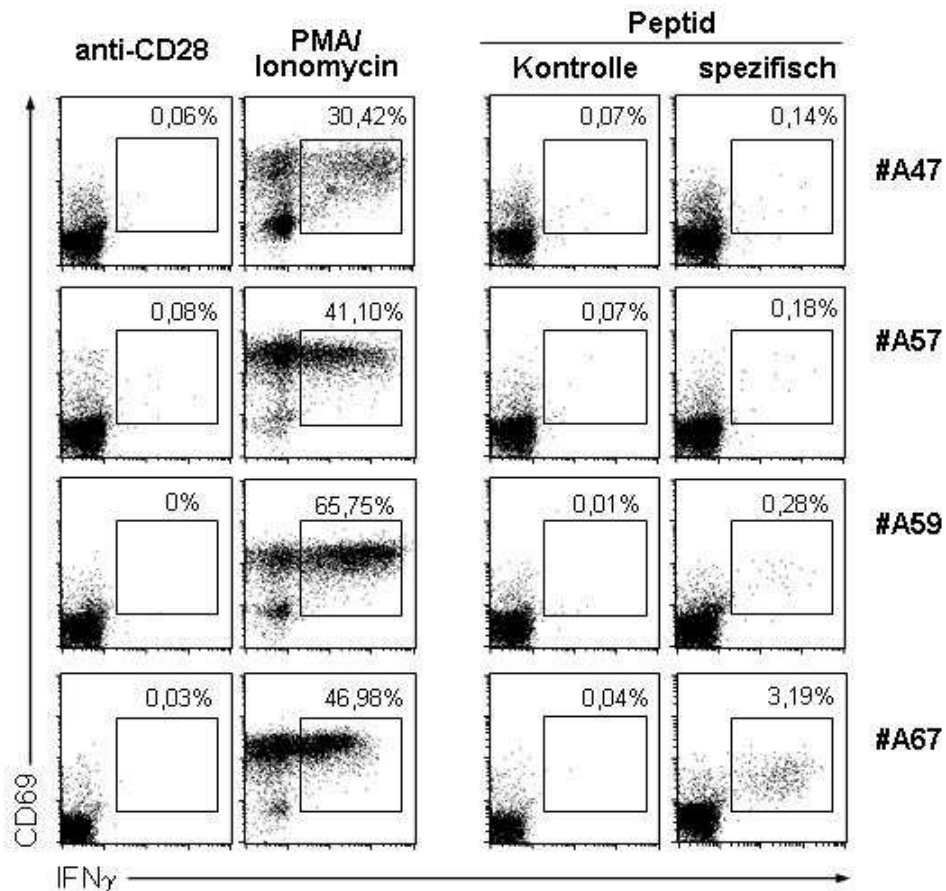 Peptid
anti-CD28 PMA/
Ionomycin Kontrolle spezifisch
0,06% 30,42% 0,07% 0,14%
#A47
0,08% 41,10% 0,07% 0,18%
#A57
0% 65,75% 0,01% 0,28%
#A59
0,03% 46,98% 0,04% 3,19%
#A67
CD69
IFNγ